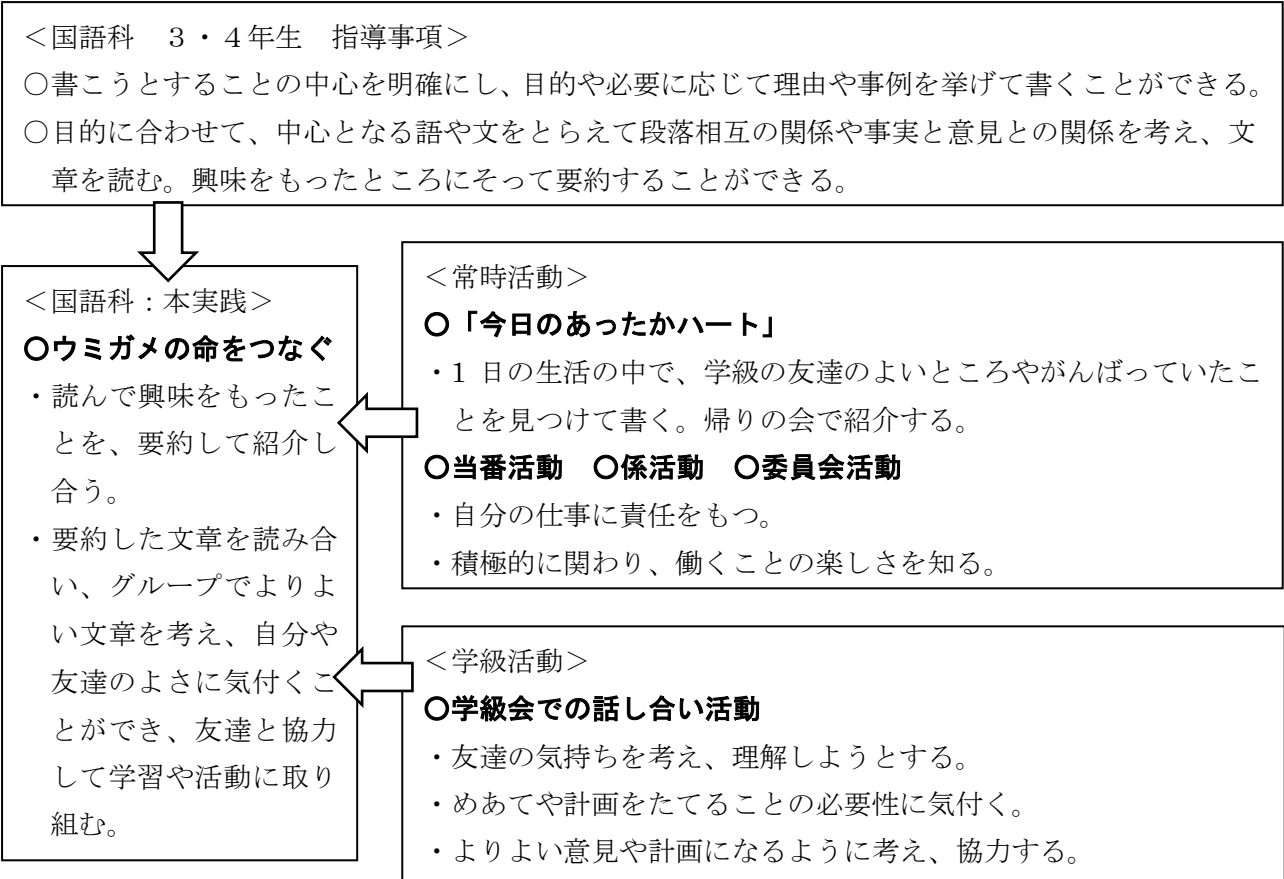 ＜国語科　３・４年生　指導事項＞
○書こうとすることの中心を明確にし、目的や必要に応じて理由や事例を挙げて書くことができる。
○目的に合わせて、中心となる語や文をとらえて段落相互の関係や事実と意見との関係を考え、文
章を読む。興味をもったところにそって要約することができる。
＜国語科：本実践＞
○ウミガメの命をつなぐ
・読んで興味をもったこ
とを、要約して紹介し
合う。
・要約した文章を読み合
い、グループでよりよ
い文章を考え、自分や
友達のよさに気付くこ
とができ、友達と協力
して学習や活動に取り
組む。
＜常時活動＞
○「今日のあったかハート」
・1 日の生活の中で、学級の友達のよいところやがんばっていたこ
とを見つけて書く。帰りの会で紹介する。
○当番活動　○係活動　○委員会活動
・自分の仕事に責任をもつ。
・積極的に関わり、働くことの楽しさを知る。
＜学級活動＞
○学級会での話し合い活動
・友達の気持ちを考え、理解しようとする。
・めあてや計画をたてることの必要性に気付く。
・よりよい意見や計画になるように考え、協力する。